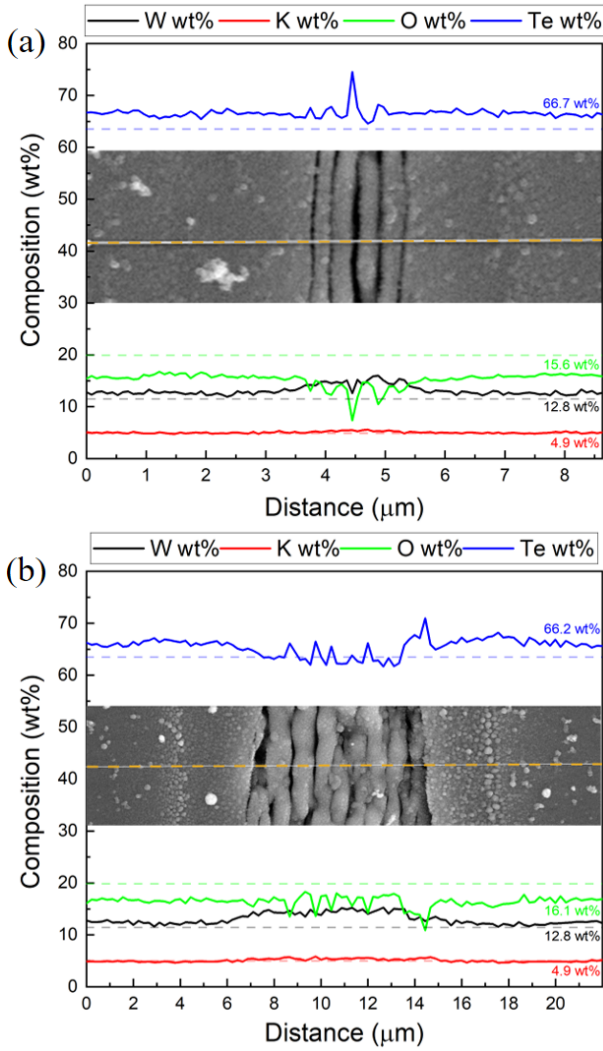 (a)
W wt% K wt% O wt% Te wt%
80
70
60
50
40
30
20
10
0
Composition (wt%)
66.7 wt%
15.6 wt%
12.8 wt%
4.9 wt%
0 1 2 3 4 5 6 7 8
Distance (μm)
(b)
W wt% K wt% O wt% Te wt%
80
70
60
50
40
30
20
10
0
Composition (wt%)
66.2 wt%
16.1 wt%
12.8 wt%
4.9 wt%
0 2 4 6 8 10 12 14 16 18 20
Distance (μm)